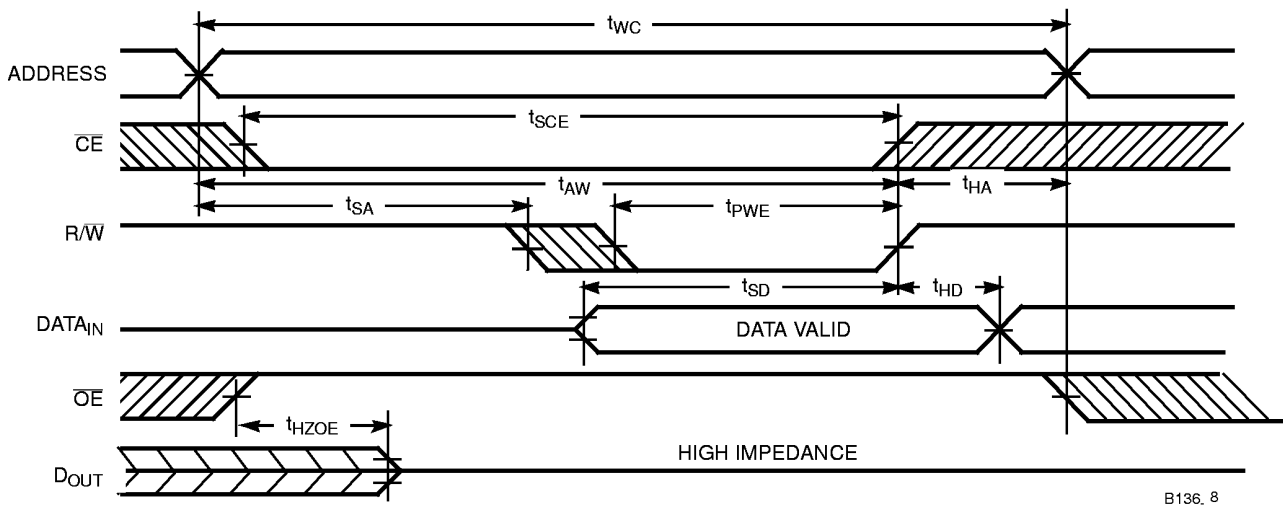 tWC
ADDRESS
tSCE
CE
tAW
tHA
tSA
tPWE
R/W
tSD
tHD
DATAIN
DATA VALID
OE
tHZOE
HIGH IMPEDANCE
DOUT
B136_8